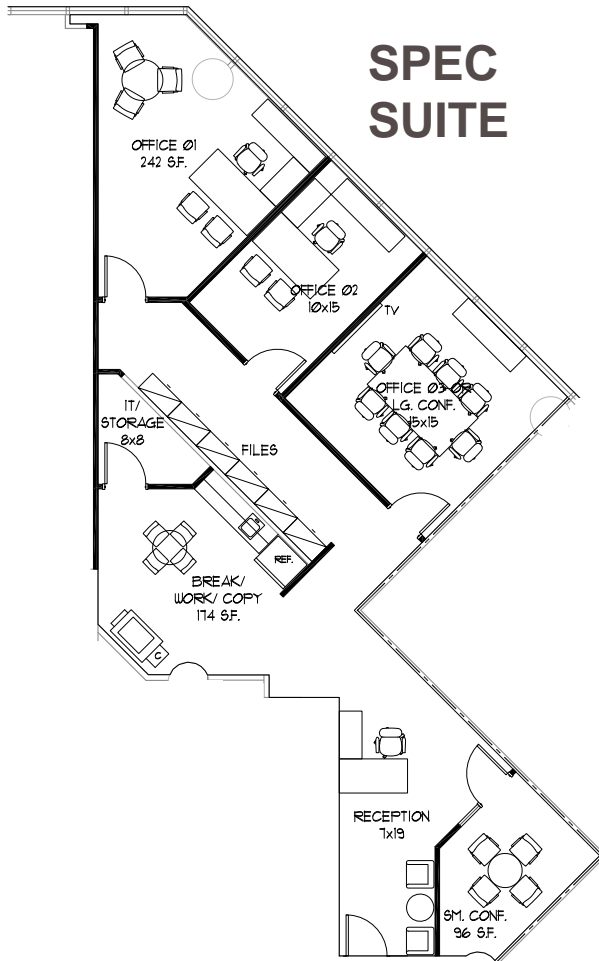 SPEC
SUITE
OFFICE 01
242 S.F.
OFFICE 02
10x15
TV
OFFICE 03 OR
LG. CONF.
15x15
IT/
STORAGE
8x8
FILES
REF.
BREAK/
WORK/ COPY
174 S.F.
C
RECEPTION
7x19
SM. CONF.
96 S.F.